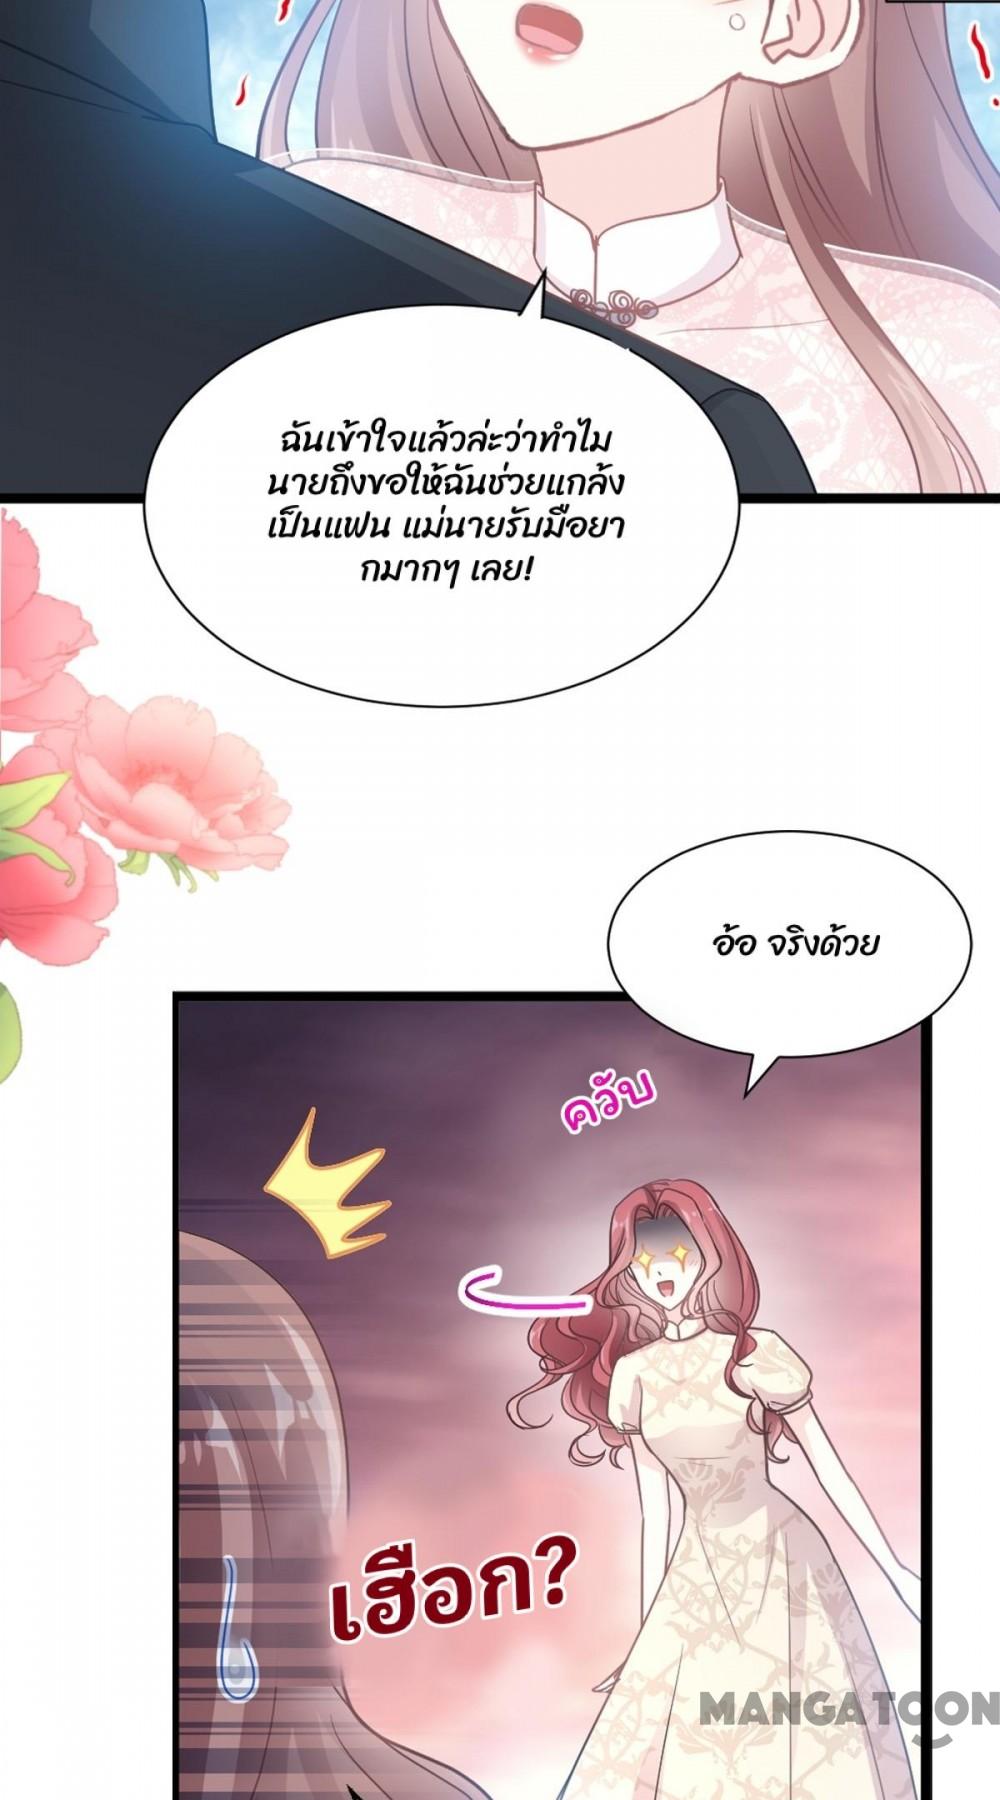 ฉันเข้าใจแล้วล่ะว่าทำไม
นายถึงขอให้ฉันช่วยแกล้ง
เป็นแฟน แม่นายรับมือยา
กมากๆ เลย!
อ้อ จริงด้วย
ควับ
เฮือก?
MANGATOON